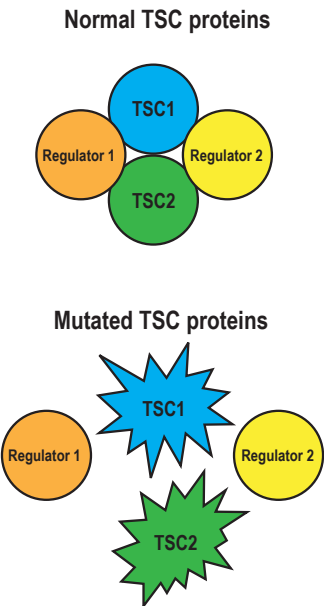 Normal TSC proteins
TSC1
Regulator 1
Regulator 2
TSC2
Mutated TSC proteins
TSC1
Regulator 1
Regulator 2
TSC2